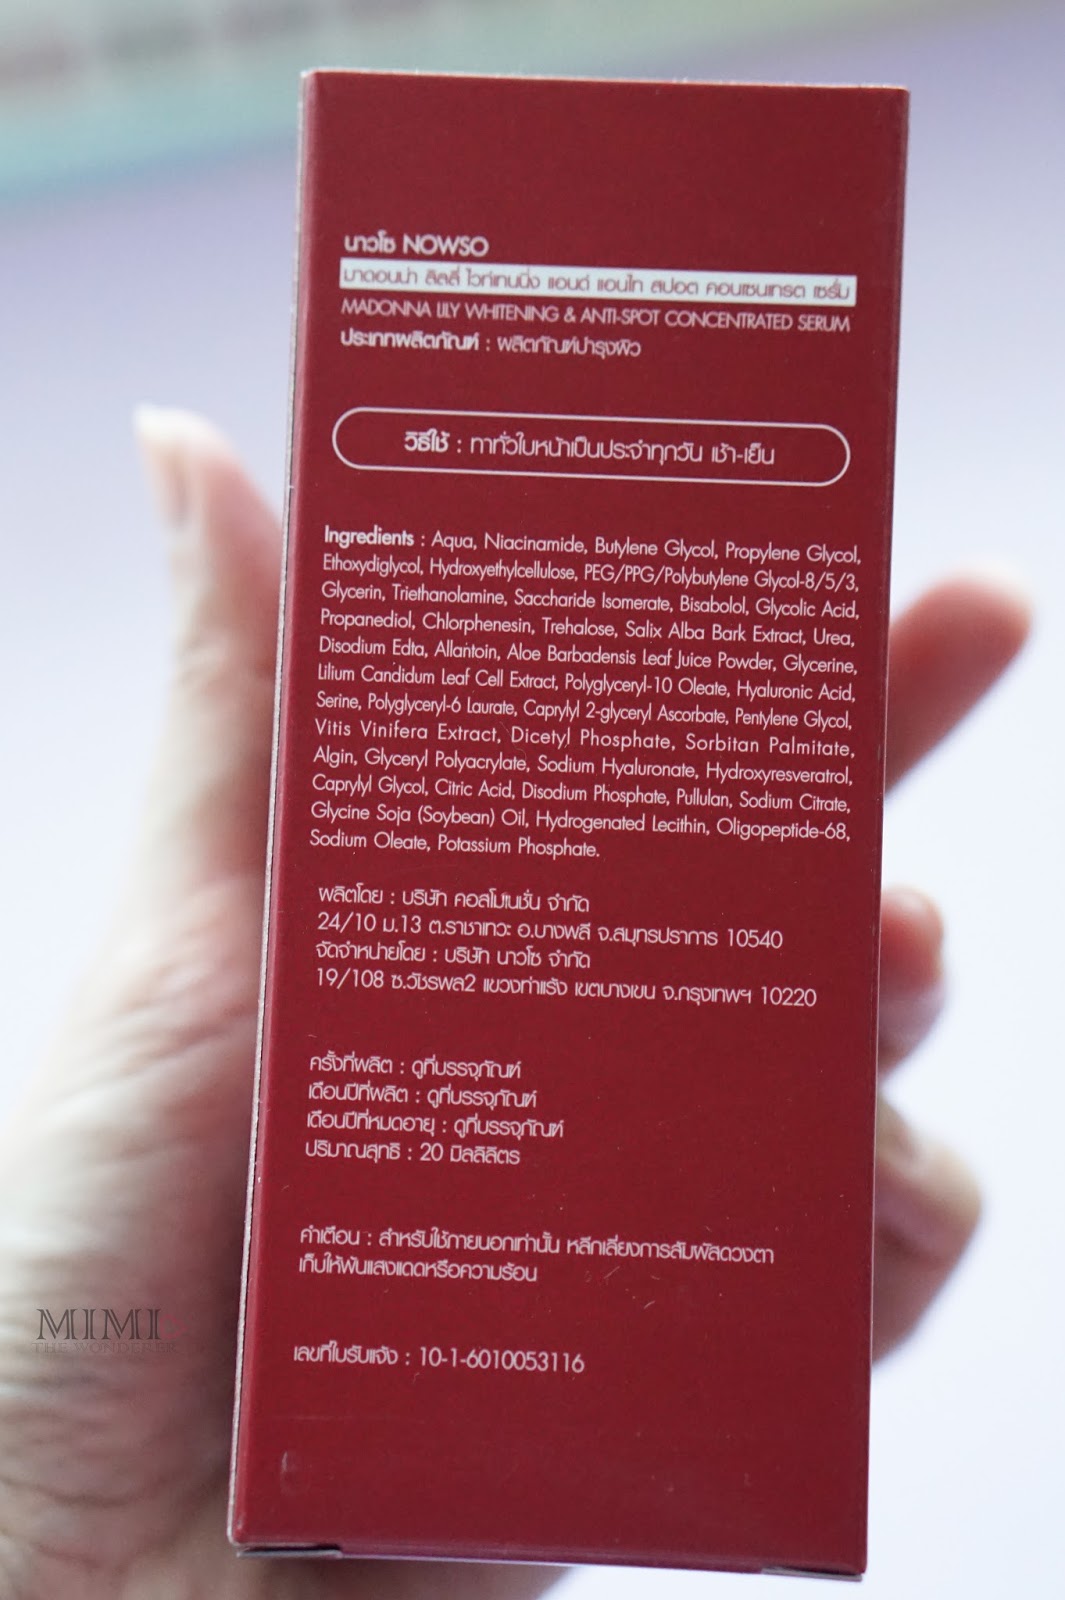 นาวโซ NOWSO
มาดอนน่า ลิลลี่ ไวท์เทนนิ่ง แอนด์ แอนไท สปอต คอนเซนเทรต เซรั่ม
MADONNA LILY WHITENING & ANTI-SPOT CONCENTRATED SERUM
ประเภทผลิตภัณฑ์ : ผลิตภัณฑ์บำรุงผิว
วิธีใช้ : ทาทั่วใบหน้าเป็นประจำทุกวัน เช้า-เย็น
Ingredients : Aqua, Niacinamide, Butylene Glycol, Propylene Glycol,
Ethoxydiglycol, Hydroxyethylcellulose, PEG/PPG/Polybutylene Glycol-8/5/3,
Glycerin, Triethanolamine, Saccharide Isomerate, Bisabolol, Glycolic Acid,
Propanediol, Chlorphenesin, Trehalose, Salix Alba Bark Extract, Urea,
Disodium Edta, Allantoin, Aloe Barbadensis Leaf Juice Powder, Glycerine,
Lilium Candidum Leaf Cell Extract, Polyglyceryl-10 Oleate, Hyaluronic Acid,
Serine, Polyglyceryl-6 Laurate, Caprylyl 2-glyceryl Ascorbate, Pentylene Glycol,
Vitis Vinifera Extract, Dicetyl Phosphate, Sorbitan Palmitate,
Algin, Glyceryl Polyacrylate, Sodium Hyaluronate, Hydroxyresveratrol,
Caprylyl Glycol, Citric Acid, Disodium Phosphate, Pullulan, Sodium Citrate,
Glycine Soja (Soybean) Oil, Hydrogenated Lecithin, Oligopeptide-68,
Sodium Oleate, Potassium Phosphate.
ผลิตโดย : บริษัท คอสโมเนชั่น จำกัด
24/10 ม.13 ต.ราชาเทวะ อ.บางพลี จ.สมุทรปราการ 10540
จัดจำหน่ายโดย : บริษัท นาวโซ จำกัด
19/108 ซ.วัชรพล2 แขวงท่าแร้ง เขตบางเขน จ.กรุงเทพฯ 10220
ครั้งที่ผลิต : ดูที่บรรจุภัณฑ์
เดือนปีที่ผลิต : ดูที่บรรจุภัณฑ์
เดือนปีที่หมดอายุ : ดูที่บรรจุภัณฑ์
ปริมาณสุทธิ : 20 มิลลิลิตร
คำเตือน : สำหรับใช้ภายนอกเท่านั้น หลีกเลี่ยงการสัมผัสดวงตา
เก็บให้พ้นแสงแดดหรือความร้อน
เลขที่ใบรับแจ้ง : 10-1-6010053116
MIMI
THE WONDERER